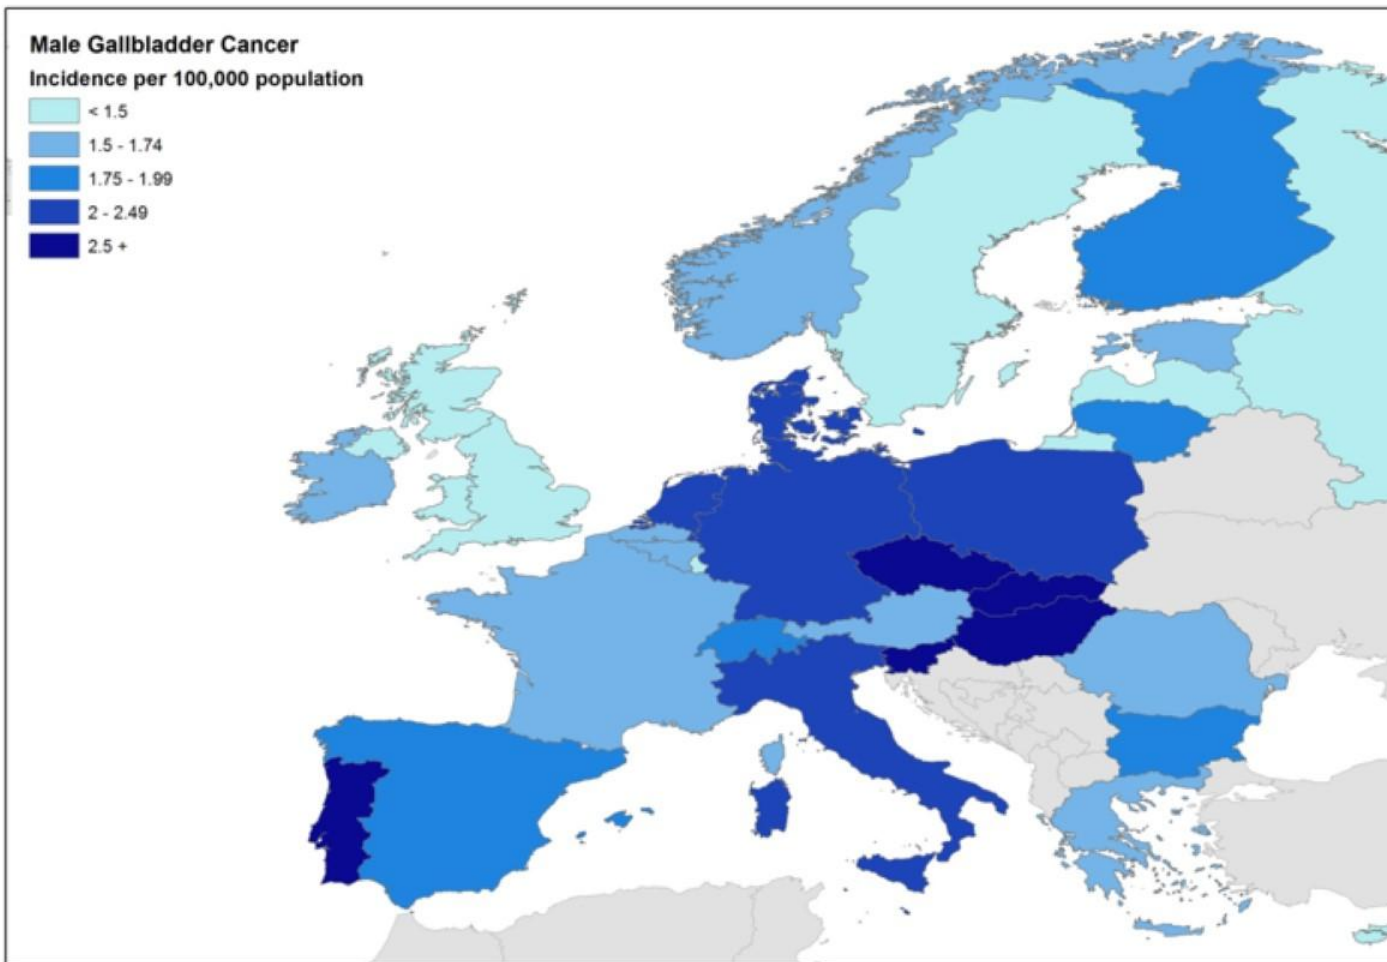 Male Gallbladder Cancer
Incidence per 100,000 population
< 1.5
1.5 - 1.74
1.75 - 1.99
2 - 2.49
2.5 +